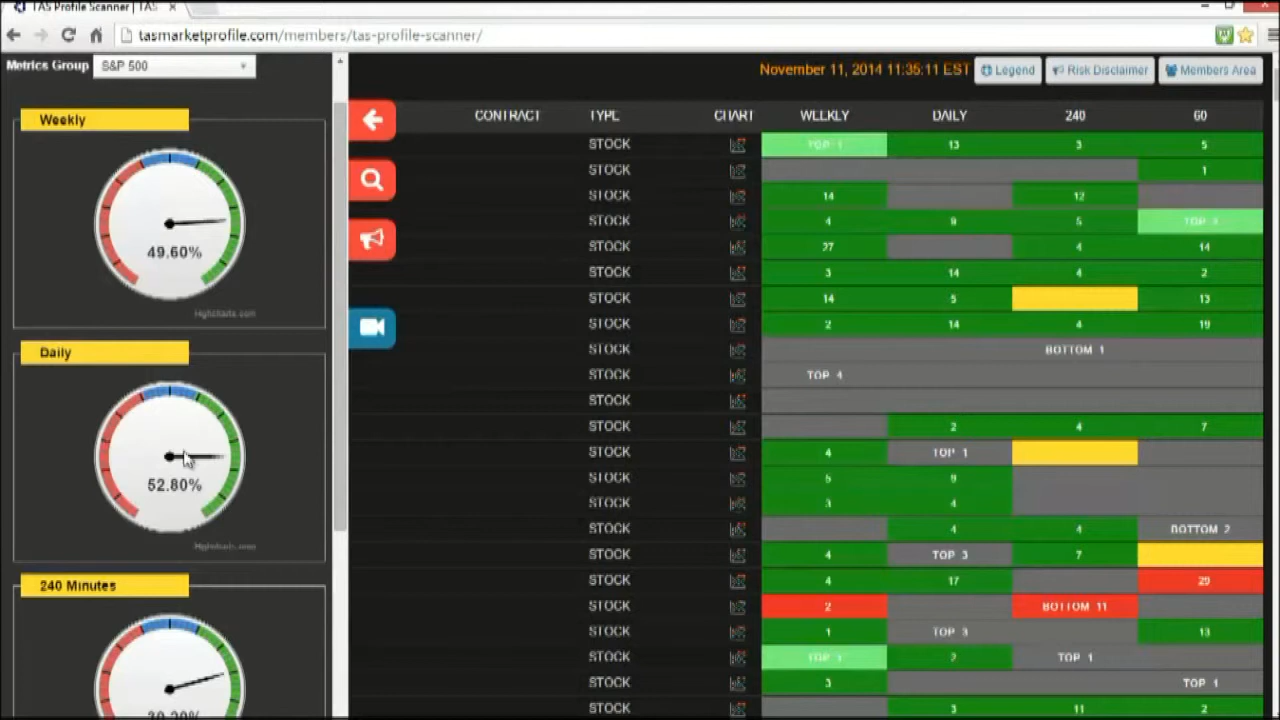 TAS Profile Scanner | TAS
tasmarketprofile.com/members/tas-profile-scanner/
Metrics Group S&P 500
November 11, 2014 11:35:11 EST Legend Risk Disclaimer Members Area
Weekly
49.60%
Highcharts.com
Daily
52.80%
Highcharts.com
240 Minutes
CONTRACT TYPE CHART WEEKLY DAILY 240 60
STOCK TOP 1 13 3 5
STOCK 1
STOCK 14 12
STOCK 4 9 5 TOP
STOCK 27 4 14
STOCK 3 14 4 2
STOCK 14 5 13
STOCK 2 14 4 19
STOCK BOTTOM 1
STOCK TOP 4
STOCK
STOCK 2 4 7
STOCK 4 TOP 1
STOCK 5
STOCK 3 4
STOCK 4 4 BOTTOM 2
STOCK 4 TOP 3 7
STOCK 4 17 29
STOCK 2 BOTTOM 11
STOCK 1 TOP 3 13
STOCK TOP 1 2 TOP 1
STOCK 3 TOP 1
STOCK 3 11 2